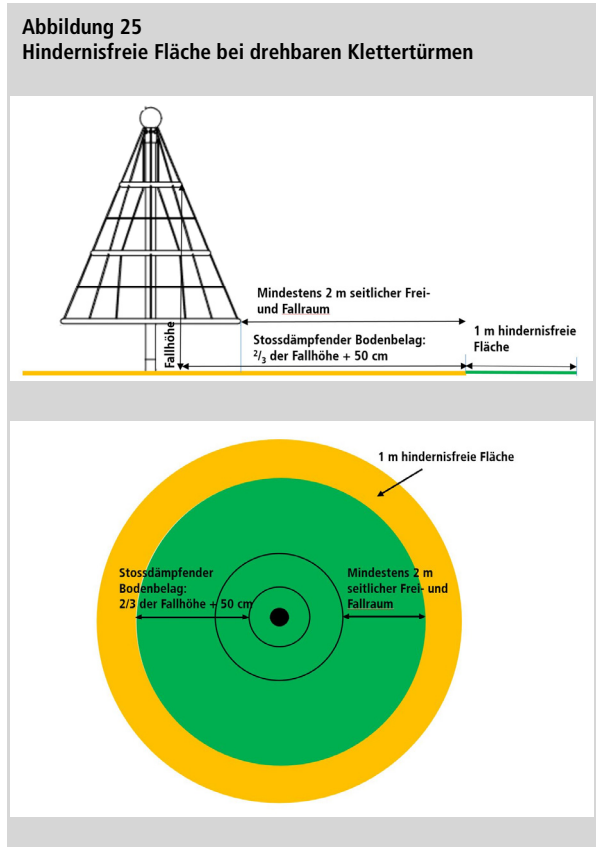 Abbildung 25
Hindernisfreie Fläche bei drehbaren Klettertürmen
Mindestens 2 m seitlicher Frei-
und Fallraum
Fallhöhe
Stossdämpfender Bodenbelag:
2/3 der Fallhöhe + 50 cm
1 m hindernisfreie
Fläche
1 m hindernisfreie Fläche
Stossdämpfender
Bodenbelag:
2/3 der Fallhöhe + 50 cm
Mindestens 2 m
seitlicher Frei- und
Fallraum